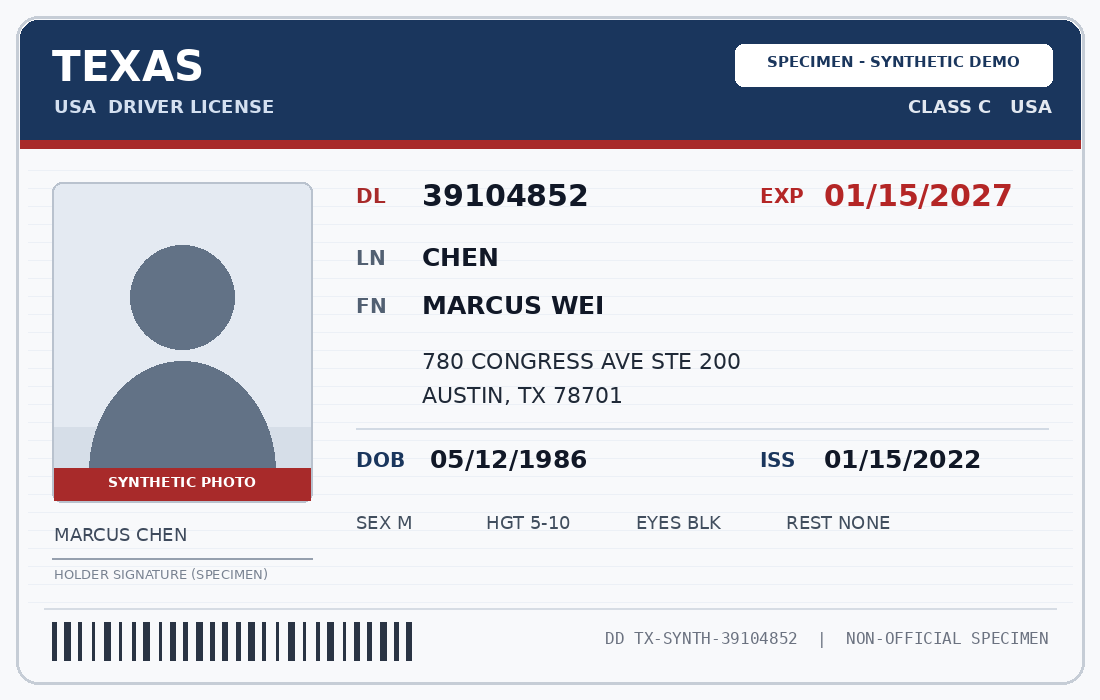 TEXAS
SPECIMEN - SYNTHETIC DEMO
USA DRIVER LICENSE
CLASS C USA
DL 39104852
EXP 01/15/2027
LN CHEN
FN MARCUS WEI
780 CONGRESS AVE STE 200
AUSTIN, TX 78701
DOB 05/12/1986
ISS 01/15/2022
SEX M HGT 5-10 EYES BLK REST NONE
SYNTHETIC PHOTO
MARCUS CHEN
HOLDER SIGNATURE (SPECIMEN)
DD TX-SYNTH-39104852 | NON-OFFICIAL SPECIMEN